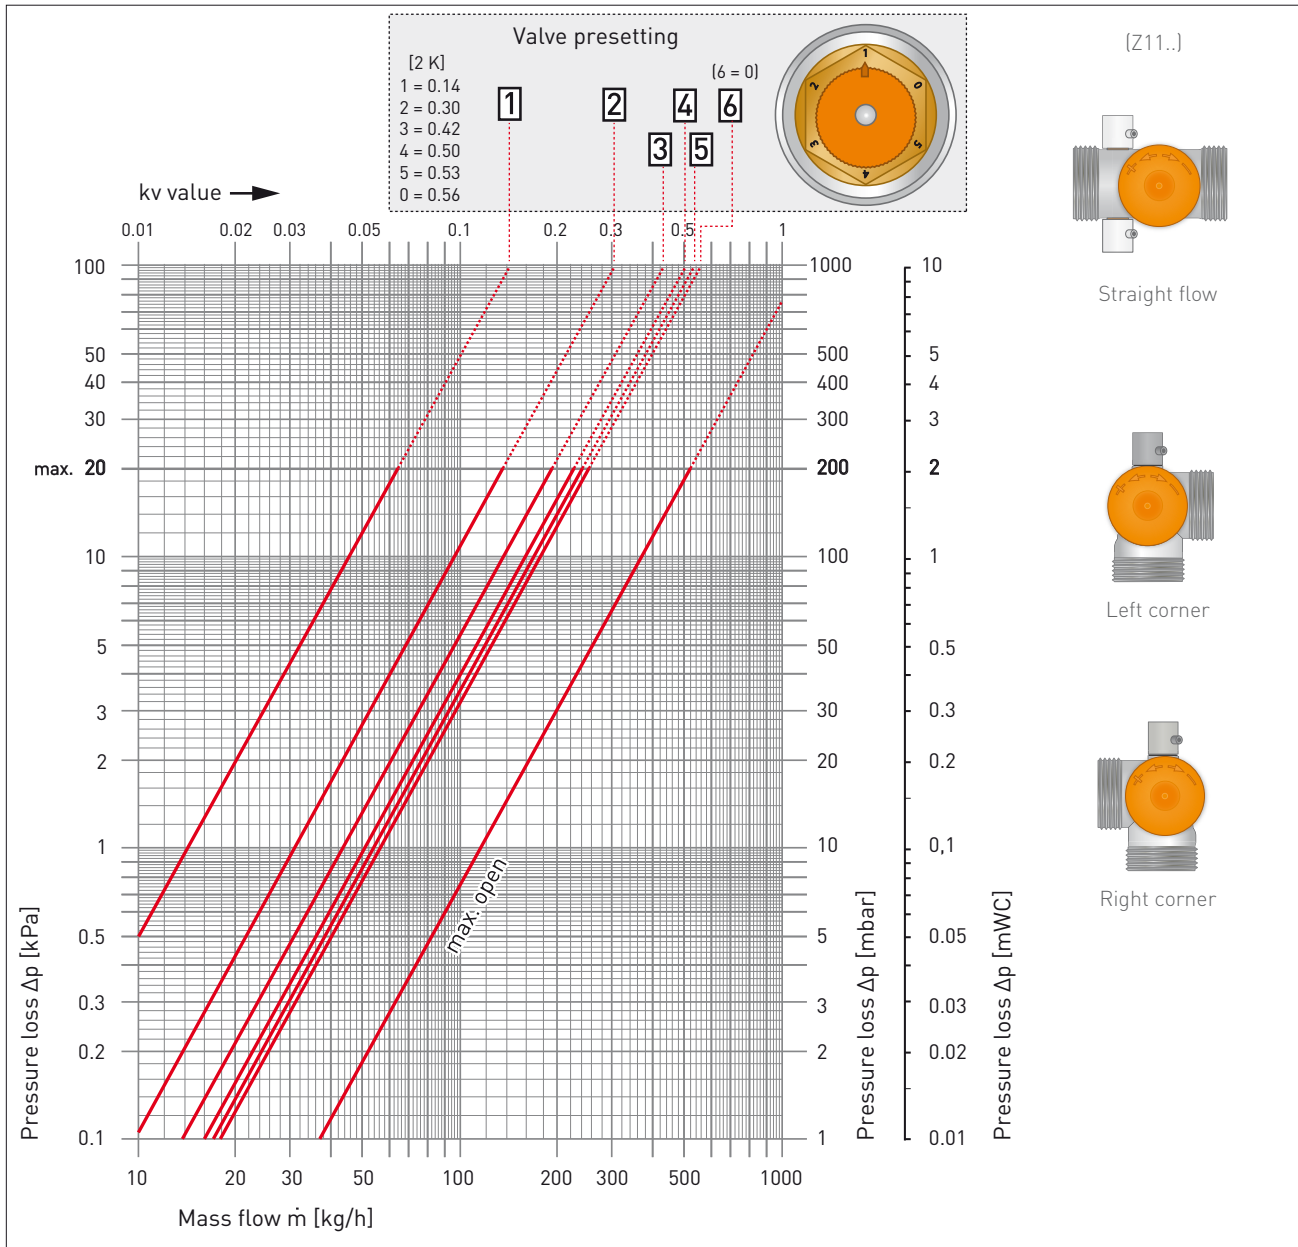 Valve presetting
[2 K]
1 = 0.14
2 = 0.30
3 = 0.42
4 = 0.50
5 = 0.53
0 = 0.56
(6 = 0)
1 2 4 6
3 5
1
2 0
3 5
4
(Z11..)
+ −
Straight flow
+ −
Left corner
+ −
Right corner
kv value
0.01 0.02 0.03 0.05 0.1 0.2 0.3 0.5 1
100 1000 10
50 500 5
40 400 4
30 300 3
max. 20 200 2
10 100 1
5 50 0.5
3 30 0.3
2 20 0.2
1 10 0,1
0.5 5 0.05
0.3 3 0.03
0.2 2 0.02
0.1 1 0.01
max. open
Pressure loss Δp [kPa]
Pressure loss Δp [mbar]
Pressure loss Δp [mWC]
10 20 30 50 100 200 300 500 1000
Mass flow ṁ [kg/h]